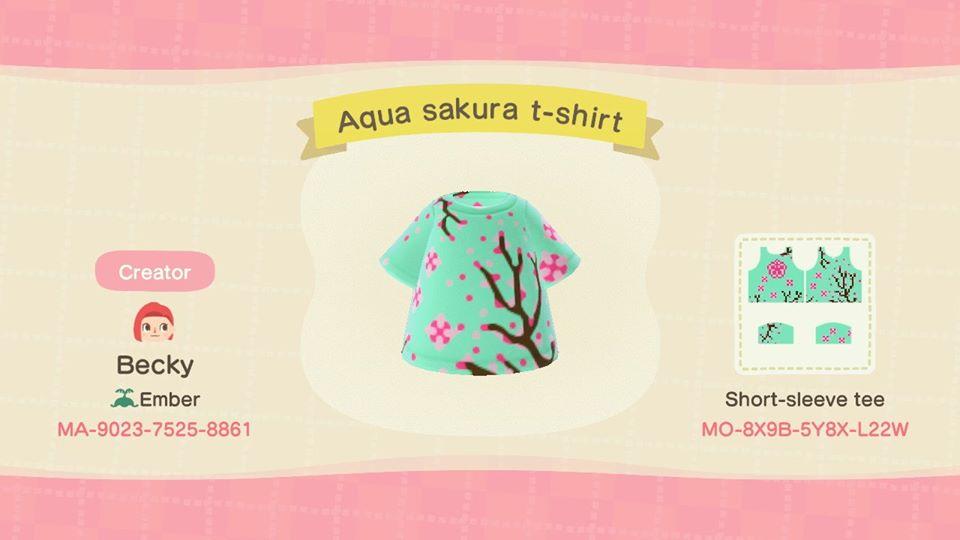 Aqua sakura t-shirt
Creator
Becky
Ember
MA-9023-7525-8861
Short-sleeve tee
MO-8X9B-5Y8X-L22W